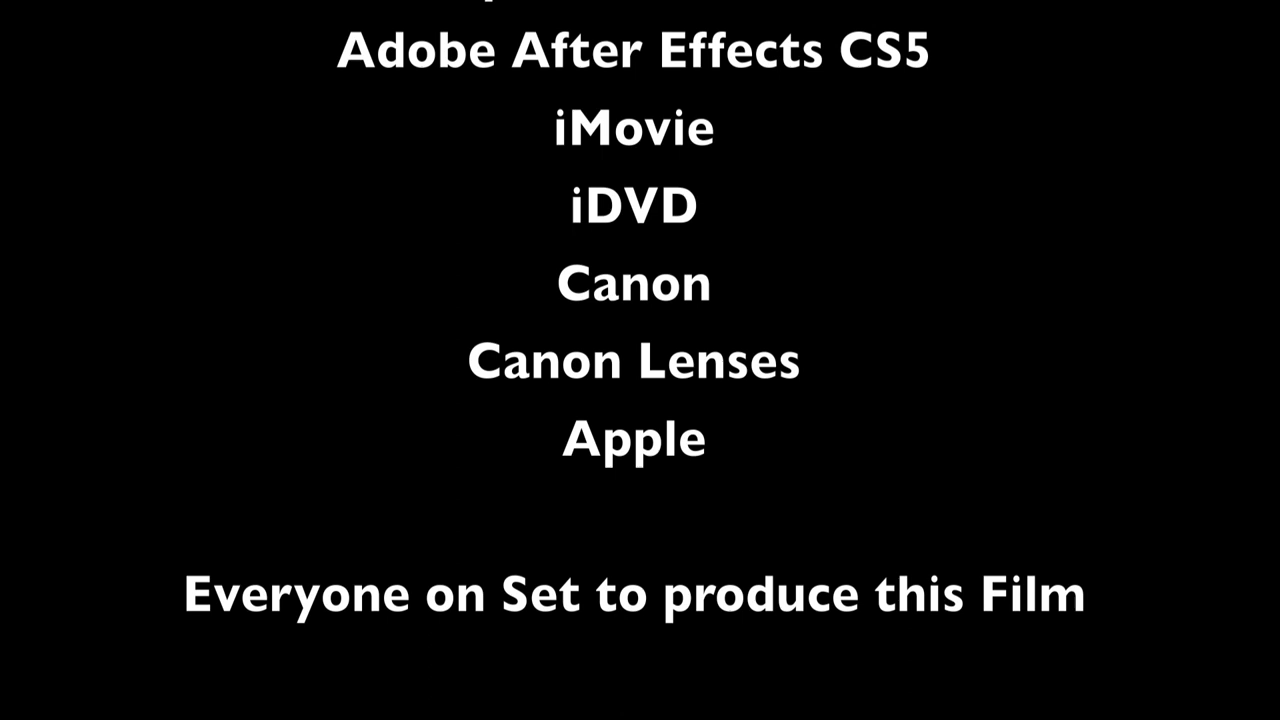 Adobe After Effects CS5
iMovie
iDVD
Canon
Canon Lenses
Apple
Everyone on Set to produce this Film